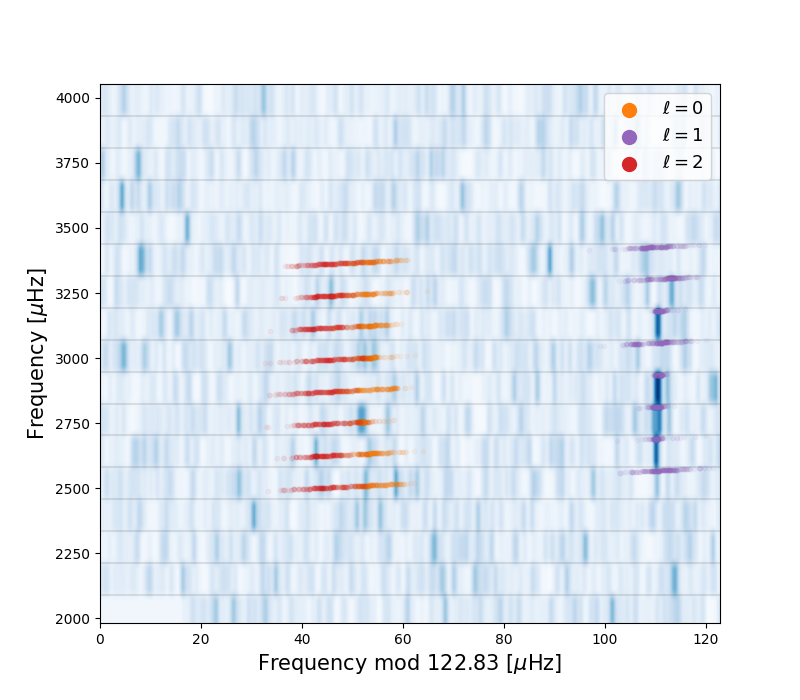 ℓ = 0
ℓ = 1
ℓ = 2
Frequency [μHz]
4000
3750
3500
3250
3000
2750
2500
2250
2000
0 20 40 60 80 100 120
Frequency mod 122.83 [μHz]